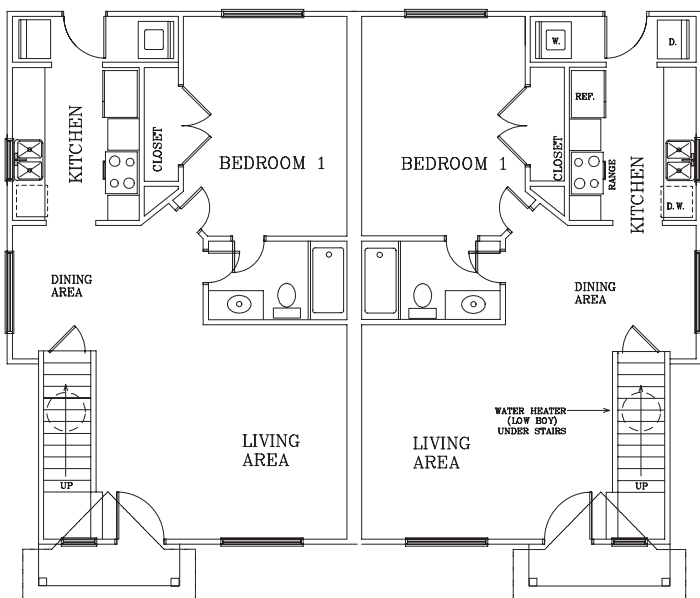 W.
D.
REF.
KITCHEN
CLOSET
BEDROOM 1
BEDROOM 1
CLOSET
RANGE
KITCHEN
D.W.
DINING
AREA
DINING
AREA
WATER HEATER
(LOW BOY)
UNDER STAIRS
LIVING
AREA
LIVING
AREA
UP
UP